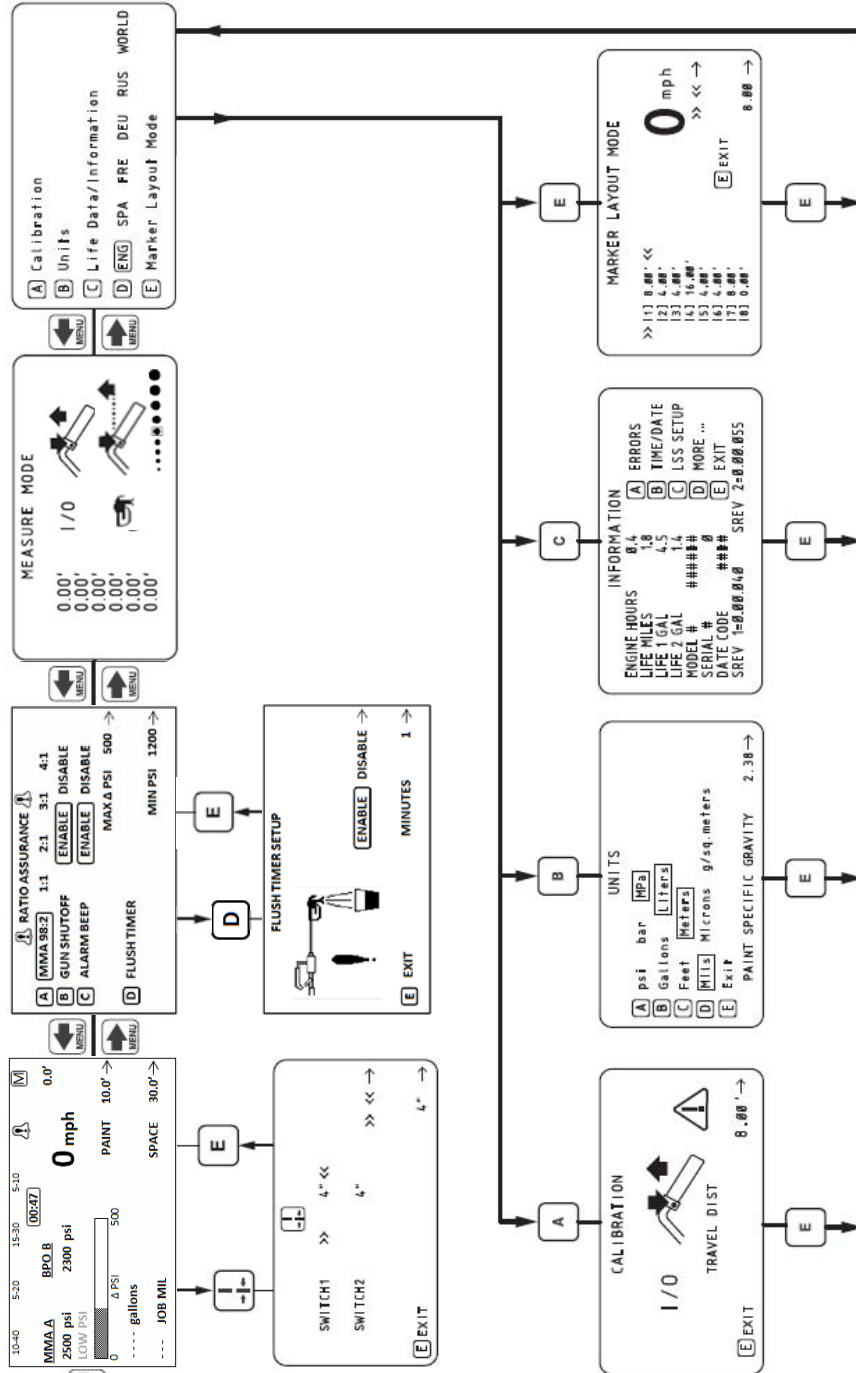 10-40 5-20 15-30 5-10 M
00:47 0.0'
MMA A BPO B
2500 psi 2300 psi 0 mph
LOW PSI
0 Δ PSI 500 PAINT 10.0' →
---- gallons
--- JOB MIL SPACE 30.0' →
MENU
MENU
RATIO ASSURANCE
A MMA 98:2 1:1 2:1 3:1 4:1
B GUN SHUTOFF ENABLE DISABLE
C ALARM BEEP ENABLE DISABLE
MAX Δ PSI 500 →
D FLUSH TIMER MIN PSI 1200 →
MENU
MENU
MEASURE MODE
0.00'
0.00' I/O
0.00'
0.00'
0.00'
0.00'
MENU
MENU
A Calibration
B Units
C Life Data/Information
D ENG SPA FRE DEU RUS WORLD
E Marker Layout Mode
E
SWITCH1 >> 4" <<
SWITCH2 4" >> << →
E EXIT 4" →
D
E
FLUSH TIMER SETUP
ENABLE DISABLE →
E EXIT MINUTES 1 →
A
B
C
E
CALIBRATION
I/O
TRAVEL DIST
E EXIT 8.00'→
E
UNITS
A psi bar MPa
B Gallons Liters
C Feet Meters
D Mils Microns g/sq.meters
E Exit
PAINT SPECIFIC GRAVITY 2.38→
E
INFORMATION
ENGINE HOURS 0.4 A ERRORS
LIFE MILES 1.8 B TIME/DATE
LIFE 1 GAL 4.5 C LSS SETUP
LIFE 2 GAL 1.4 D MORE ...
MODEL # ###### E EXIT
SERIAL # 0
DATE CODE ####
SREV 1=0.00.040 SREV 2=0.00.055
E
MARKER LAYOUT MODE
>> [1] 8.00' <<
[2] 4.00'
[3] 4.00' 0 mph
[4] 16.00' >> << →
[5] 4.00'
[6] 4.00' E EXIT
[7] 8.00'
[8] 0.00' 8.00 →
E